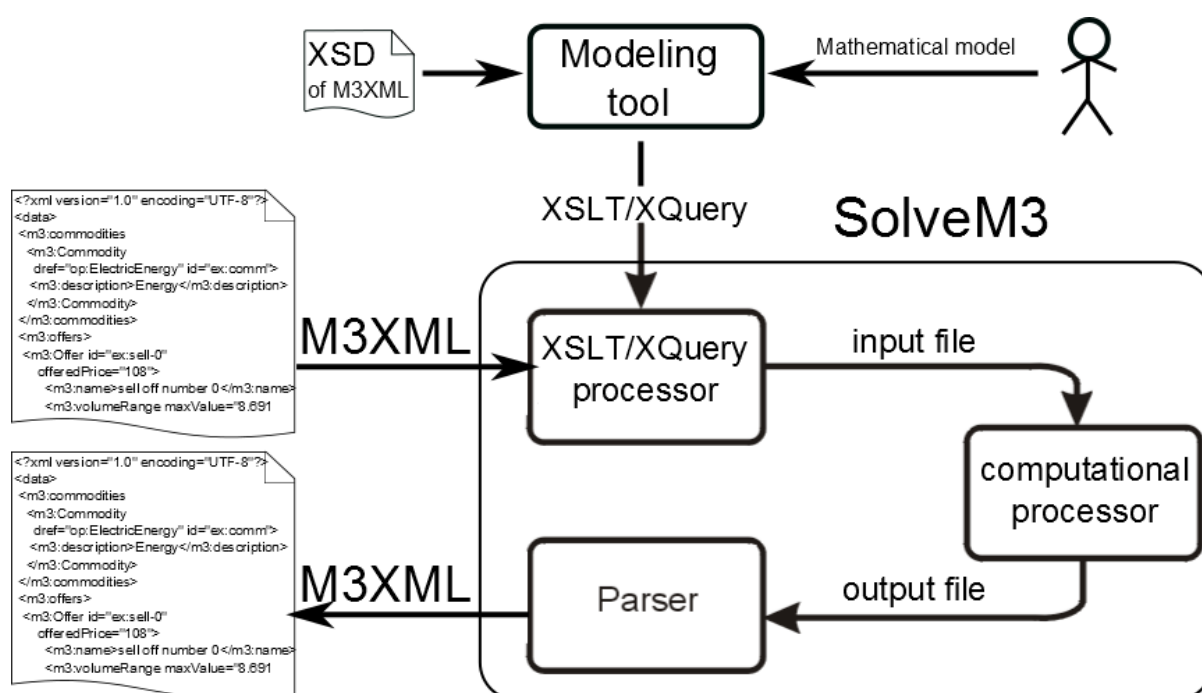 XSD
of M3XML
Modeling
tool
Mathematical model
XSLT/XQuery
SolveM3
<?xml version="1.0" encoding="UTF-8"?>
<data>
<m3:commodities
<m3:Commodity
dref="op:ElectricEnergy" id="ex:comm">
<m3:description>Energy</m3:description>
</m3:Commodity>
</m3:commodities>
<m3:offers>
<m3:Offer id="ex:sell-0"
offeredPrice="108">
<m3:name>sell off number 0</m3:name>
<m3:volumeRange maxValue="8.691
M3XML
XSLT/XQuery
processor
input file
computational
processor
<?xml version="1.0" encoding="UTF-8"?>
<data>
<m3:commodities
<m3:Commodity
dref="op:ElectricEnergy" id="ex:comm">
<m3:description>Energy</m3:description>
</m3:Commodity>
</m3:commodities>
<m3:offers>
<m3:Offer id="ex:sell-0"
offeredPrice="108">
<m3:name>sell off number 0</m3:name>
<m3:volumeRange maxValue="8.691
M3XML
Parser
output file